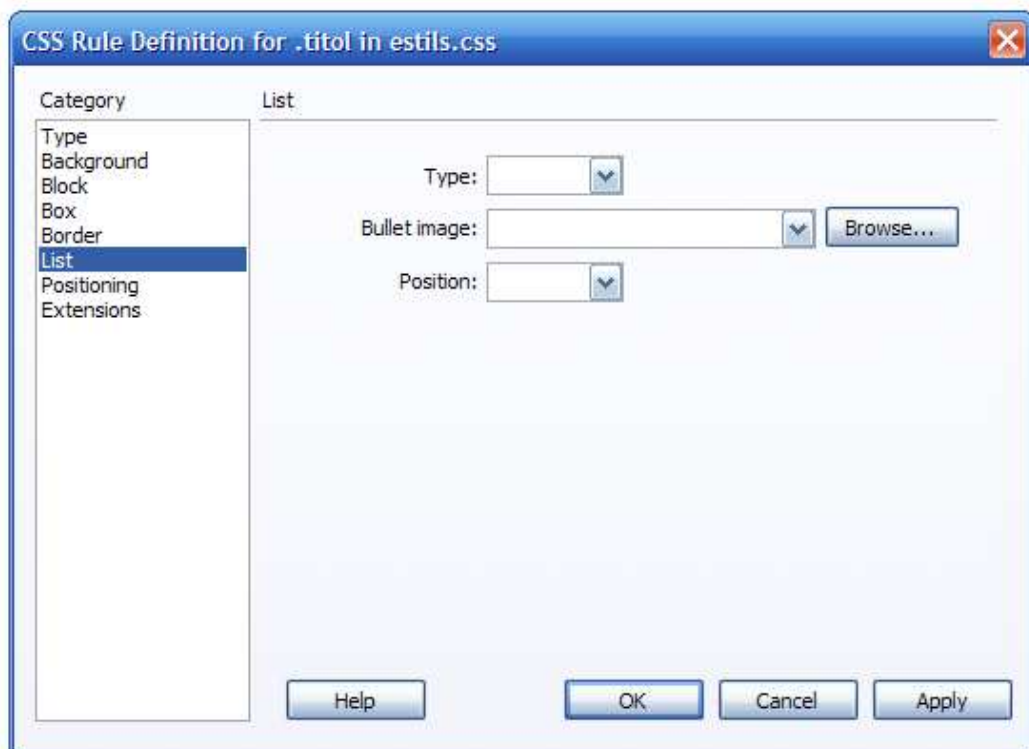 CSS Rule Definition for .titol in estils.css
Category
List
Type
Background
Block
Box
Border
List
Positioning
Extensions
Type:
Bullet image:
Browse...
Position:
Help
OK
Cancel
Apply